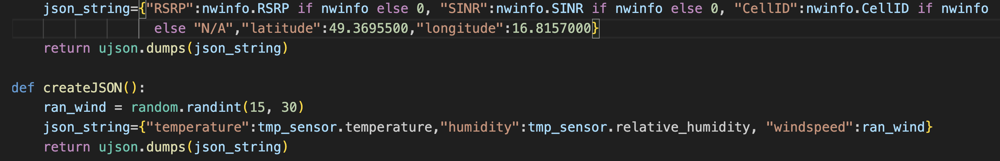 json_string={"RSRP":nwinfo.RSRP if nwinfo else 0, "SINR":nwinfo.SINR if nwinfo else 0, "CellID":nwinfo.CellID if nwinfo
else "N/A","latitude":49.3695500,"longitude":16.8157000}
return ujson.dumps(json_string)
def createJSON():
ran_wind = random.randint(15, 30)
json_string={"temperature":tmp_sensor.temperature,"humidity":tmp_sensor.relative_humidity, "windspeed":ran_wind}
return ujson.dumps(json_string)